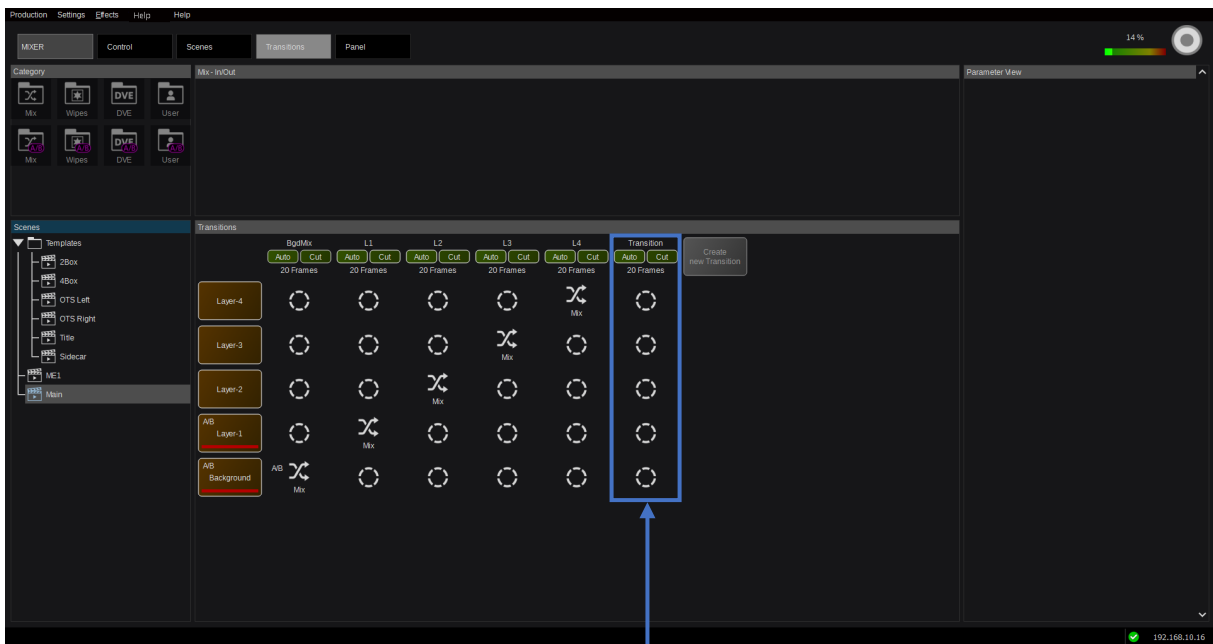 Production Settings Effects Help Help
MIXER Control Scenes Transitions Panel
14 %
Category
Mix Wipes DVE User
DVE
A/B A/B A/B A/B
DVE
Mix Wipes DVE User
Mix - In/Out
Parameter View
Scenes
Templates
2Box
4Box
OTS Left
OTS Right
Title
Sidecar
ME1
Main
Transitions
BgdMix L1 L2 L3 L4 Transition
Auto Cut Auto Cut Auto Cut Auto Cut Auto Cut Auto Cut
20 Frames 20 Frames 20 Frames 20 Frames 20 Frames 20 Frames
Create
new Transition
Layer-4
Mix
Layer-3
Mix
Layer-2
Mix
A/B
Layer-1
Mix
A/B
Background
A/B
Mix
192.168.10.16